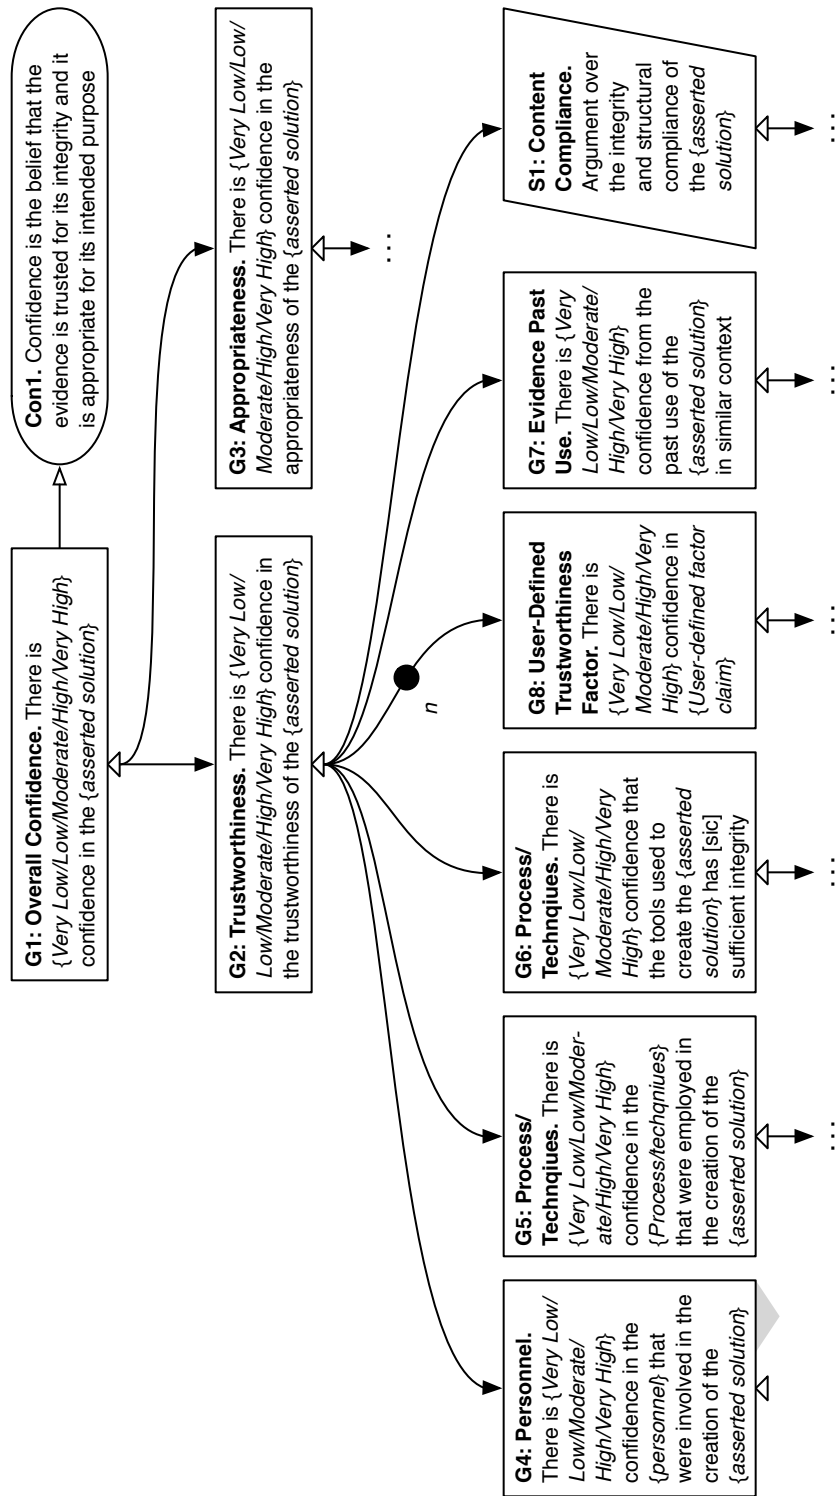 G1: Overall Confidence. There is
{Very Low/Low/Moderate/High/Very High}
confidence in the {asserted solution}
Con1. Confidence is the belief that the
evidence is trusted for its integrity and it
is appropriate for its intended purpose
G2: Trustworthiness. There is {Very Low/
Low/Moderate/High/Very High} confidence in
the trustworthiness of the {asserted solution}
G3: Appropriateness. There is {Very Low/Low/
Moderate/High/Very High} confidence in the
appropriateness of the {asserted solution}
...
n
G4: Personnel.
There is {Very Low/
Low/Moderate/
High/Very High}
confidence in the
{personnel} that
were involved in the
creation of the
{asserted solution}
G5: Process/
Technqiues. There is
{Very Low/Low/Moder-
ate/High/Very High}
confidence in the
{Process/techqniues}
that were employed in
the creation of the
{asserted solution}
...
G6: Process/
Technqiues. There is
{Very Low/Low/
Moderate/High/Very
High} confidence that
the tools used to
create the {asserted
solution} has [sic]
sufficient integrity
...
G8: User-Defined
Trustworthiness
Factor. There is
{Very Low/Low/
Moderate/High/Very
High} confidence in
{User-defined factor
claim}
...
G7: Evidence Past
Use. There is {Very
Low/Low/Moderate/
High/Very High}
confidence from the
past use of the
{asserted solution}
in similar context
...
S1: Content
Compliance.
Argument over
the integrity
and structural
compliance of
the {asserted
solution}
...